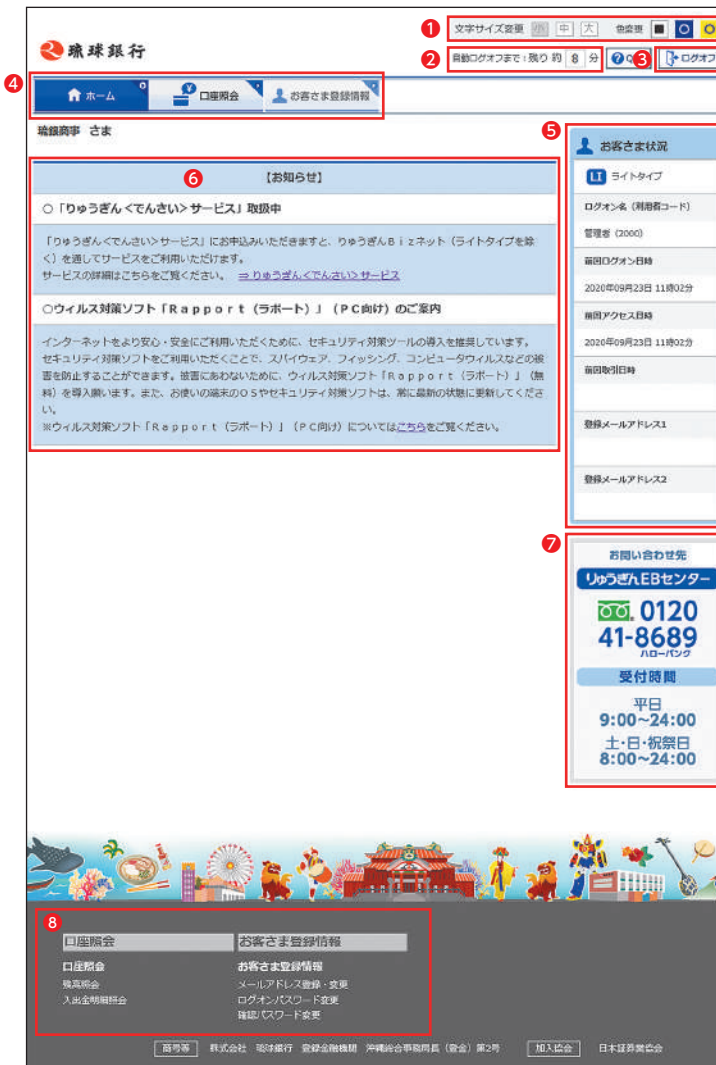 ❶ 文字サイズ変更 小 中 大 色変更
琉球銀行
❷ 自動ログオフまで：残り 約 8 分 ❸ ログオフ
❹ ホーム 口座照会 お客さま登録情報
琉銀商事 さま
❺ お客さま状況
LI ライトタイプ
ログオン名（利用者コード）
管理者（2000）
前回ログオン日時
2020年09月23日 11時02分
前回アクセス日時
2020年09月23日 11時02分
前回取引日時
登録メールアドレス1
登録メールアドレス2
❻ 【お知らせ】
○「りゅうぎん＜でんさい＞サービス」取扱中
「りゅうぎん＜でんさい＞サービス」にお申込みいただきますと、りゅうぎんＢｉｚネット（ライトタイプを除
く）を通してサービスをご利用いただけます。
サービスの詳細はこちらをご覧ください。 ⇒りゅうぎん＜でんさい＞サービス
○ウィルス対策ソフト「Ｒａｐｐｏｒｔ（ラポート）」（ＰＣ向け）のご案内
インターネットをより安心・安全にご利用いただくために、セキュリティ対策ツールの導入を推奨しています。
セキュリティ対策ソフトをご利用いただくことで、スパイウェア、フィッシング、コンピュータウィルスなどの被
害を防止することができます。被害にあわないために、ウィルス対策ソフト「Ｒａｐｐｏｒｔ（ラポート）」（無
料）を導入願います。また、お使いの端末のＯＳやセキュリティ対策ソフトは、常に最新の状態に更新してくださ
い。
※ウィルス対策ソフト「Ｒａｐｐｏｒｔ（ラポート）」（ＰＣ向け）についてはこちらをご覧ください。
❼ お問い合わせ先
りゅうぎんEBセンター
0120
41-8689
ハローバンク
受付時間
平日
9:00~24:00
土・日・祝祭日
8:00~24:00
❽ 口座照会 お客さま登録情報
口座照会 お客さま登録情報
残高照会 メールアドレス登録・変更
入出金明細照会 ログオンパスワード変更
確認パスワード変更
商号等 株式会社 琉球銀行 登録金融機関 沖縄総合事務局長（登金）第2号 加入協会 日本証券業協会